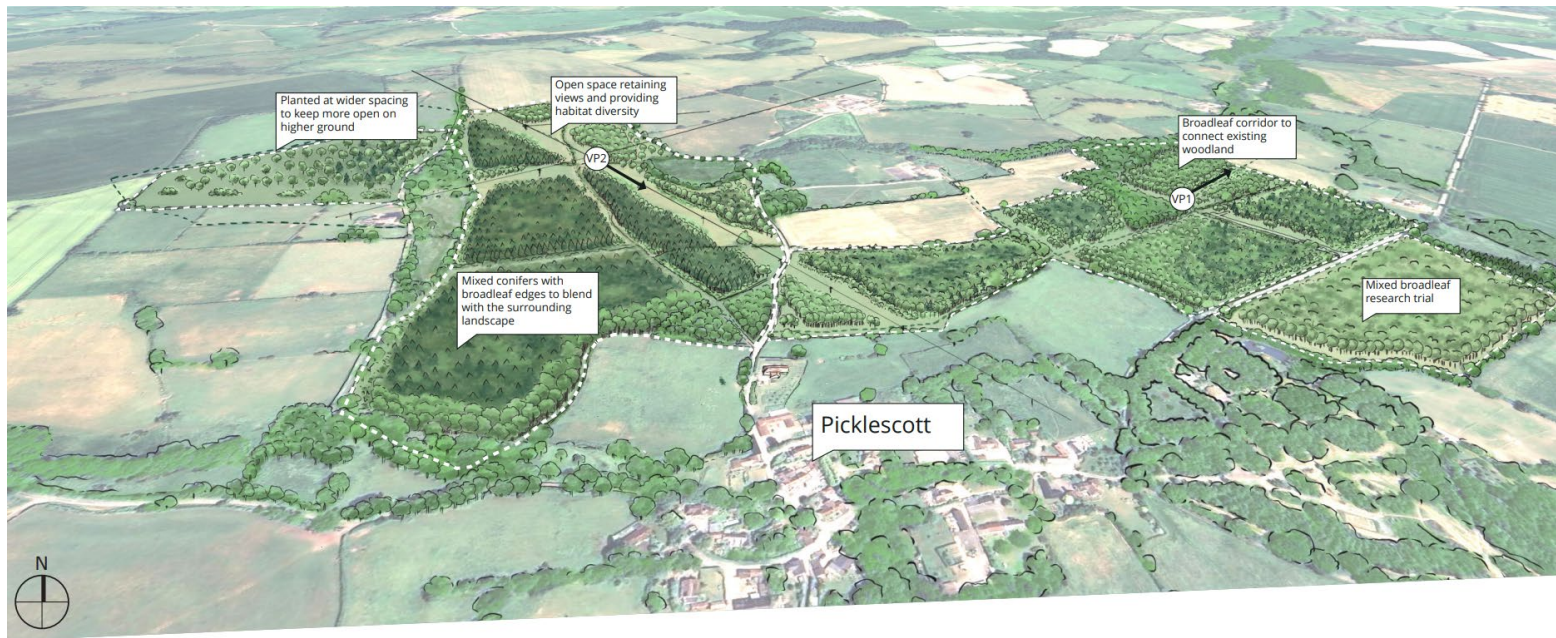 Open space retaining
views and providing
habitat diversity
Planted at wider spacing
to keep more open on
higher ground
Broadleaf corridor to
connect existing
woodland
VP2
VP1
Mixed conifers with
broadleaf edges to blend
with the surrounding
landscape
Mixed broadleaf
research trial
Picklescott
N